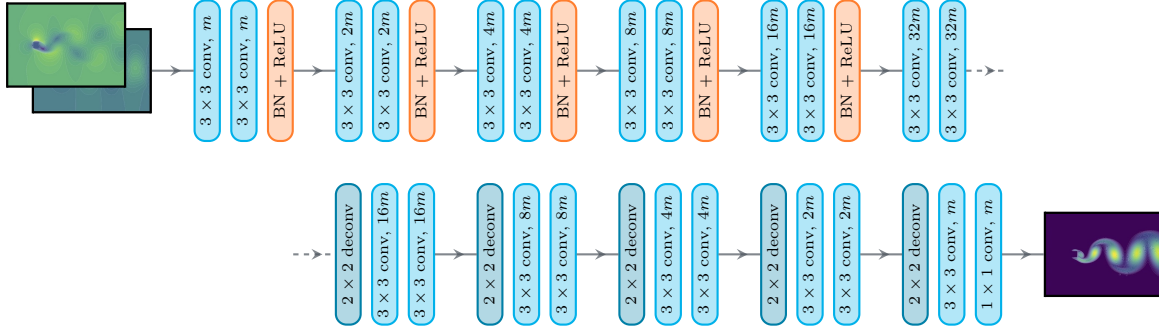 3 × 3 conv, m
3 × 3 conv, m
BN + ReLU
3 × 3 conv, 2m
3 × 3 conv, 2m
BN + ReLU
3 × 3 conv, 4m
3 × 3 conv, 4m
BN + ReLU
3 × 3 conv, 8m
3 × 3 conv, 8m
BN + ReLU
3 × 3 conv, 16m
3 × 3 conv, 16m
BN + ReLU
3 × 3 conv, 32m
3 × 3 conv, 32m
2 × 2 deconv
3 × 3 conv, 16m
3 × 3 conv, 16m
2 × 2 deconv
3 × 3 conv, 8m
3 × 3 conv, 8m
2 × 2 deconv
3 × 3 conv, 4m
3 × 3 conv, 4m
2 × 2 deconv
3 × 3 conv, 2m
3 × 3 conv, 2m
2 × 2 deconv
3 × 3 conv, m
1 × 1 conv, m